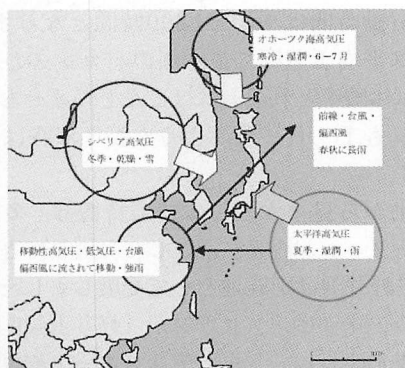 オホーツク海高気圧
寒冷・湿潤・6－7月
前線・台風・
偏西風
春秋に長雨
シベリア高気圧
冬季・乾燥・雪
太平洋高気圧
夏季・湿潤・雨
移動性高気圧・低気圧・台風
偏西風に流されて移動・強雨